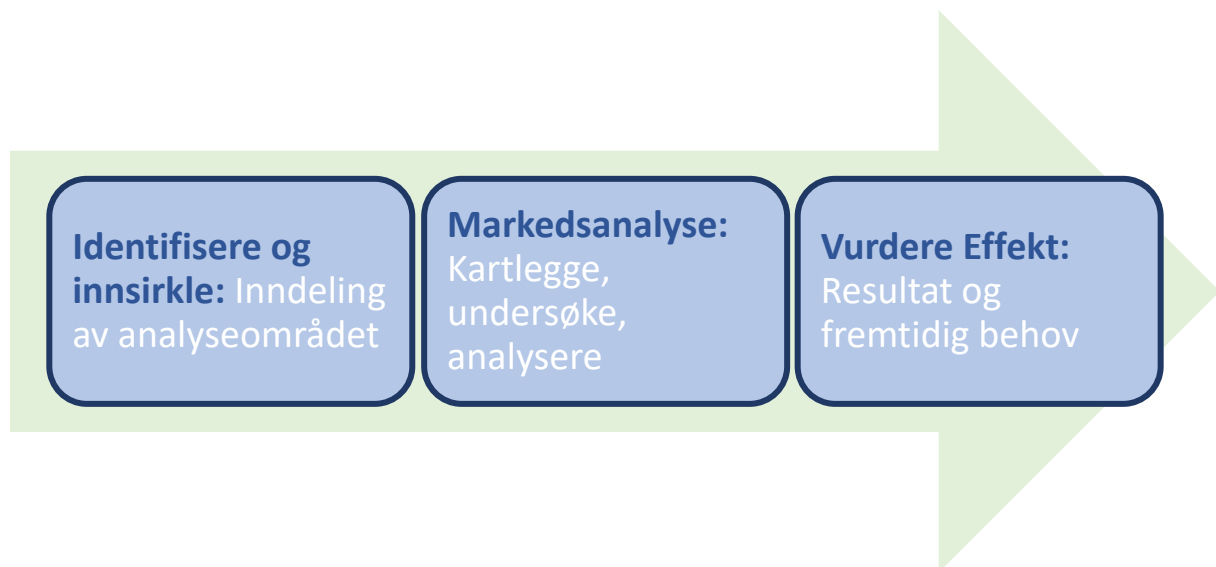 Identifisere og
innsirkle: Inndeling
av analyseområdet
Markedsanalyse:
Kartlegge,
undersøke,
analysere
Vurdere Effekt:
Resultat og
fremtidig behov